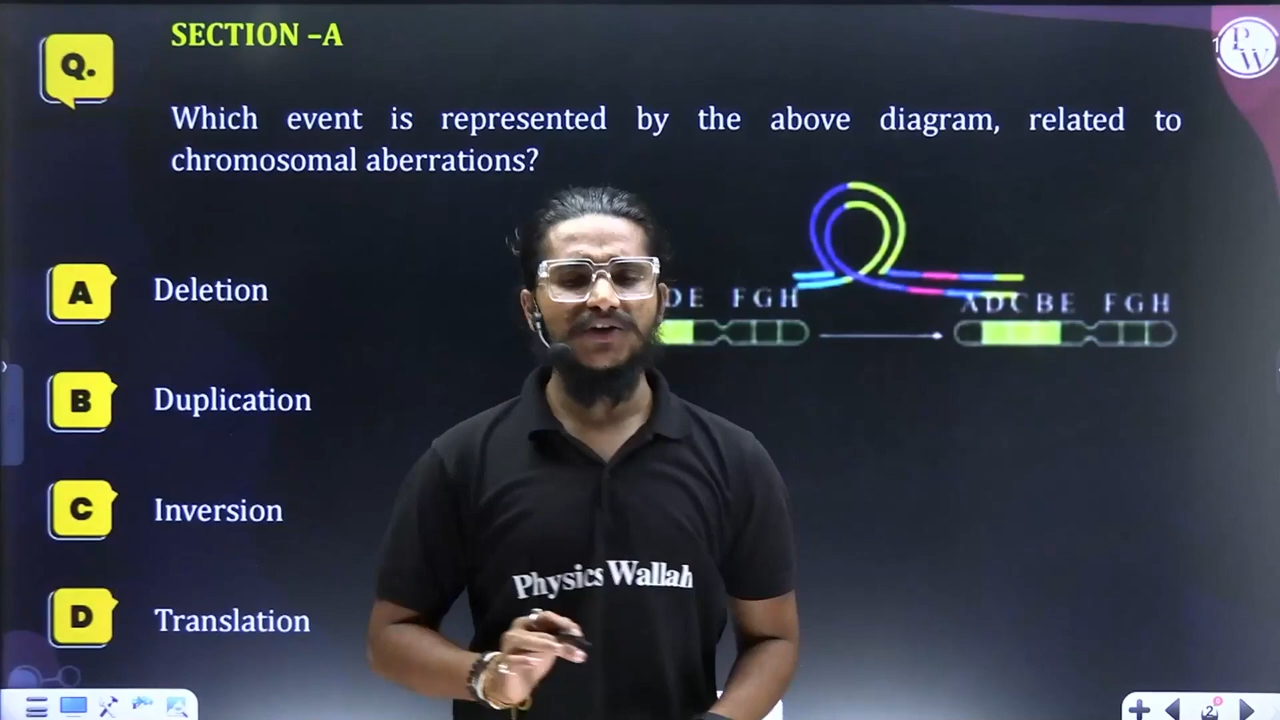 SECTION –A
Q.
Which event is represented by the above diagram, related to
chromosomal aberrations?
A Deletion
DE FGH
ADCBE FGH
B Duplication
C Inversion
D Translation
Physics Wallah
P
W
2